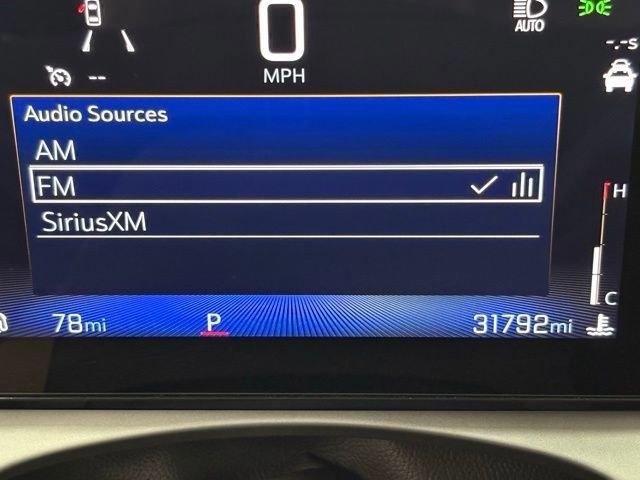 0
MPH
AUTO
--
-.-s
Audio Sources
AM
FM
SiriusXM
H
C
78mi
P
31792mi